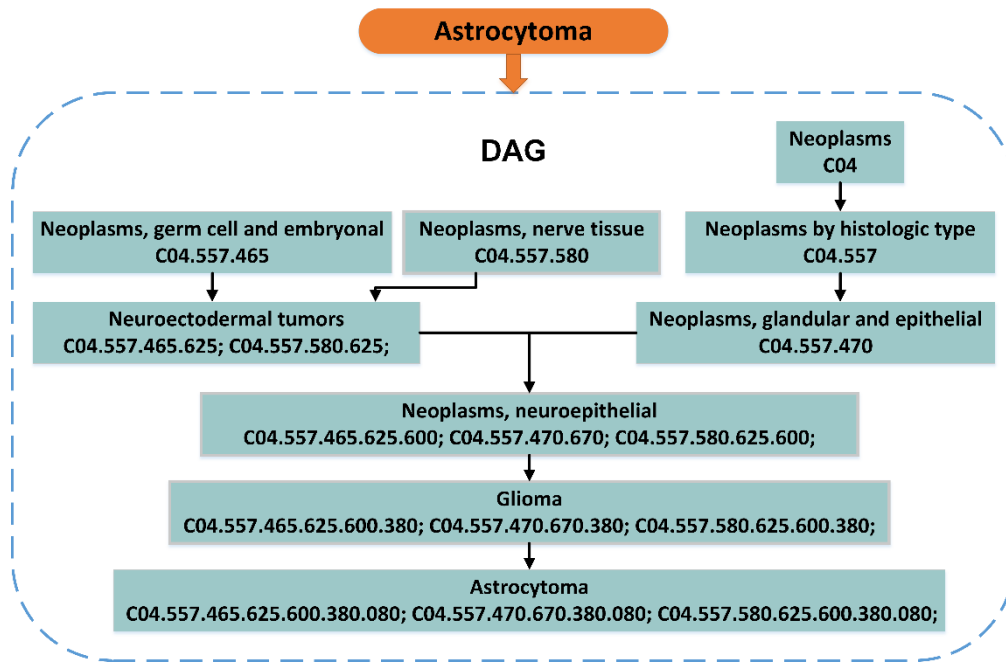 Astrocytoma
DAG
Neoplasms
C04
Neoplasms, germ cell and embryonal
C04.557.465
Neoplasms, nerve tissue
C04.557.580
Neoplasms by histologic type
C04.557
Neuroectodermal tumors
C04.557.465.625; C04.557.580.625;
Neoplasms, glandular and epithelial
C04.557.470
Neoplasms, neuroepithelial
C04.557.465.625.600; C04.557.470.670; C04.557.580.625.600;
Glioma
C04.557.465.625.600.380; C04.557.470.670.380; C04.557.580.625.600.380;
Astrocytoma
C04.557.465.625.600.380.080; C04.557.470.670.380.080; C04.557.580.625.600.380.080;